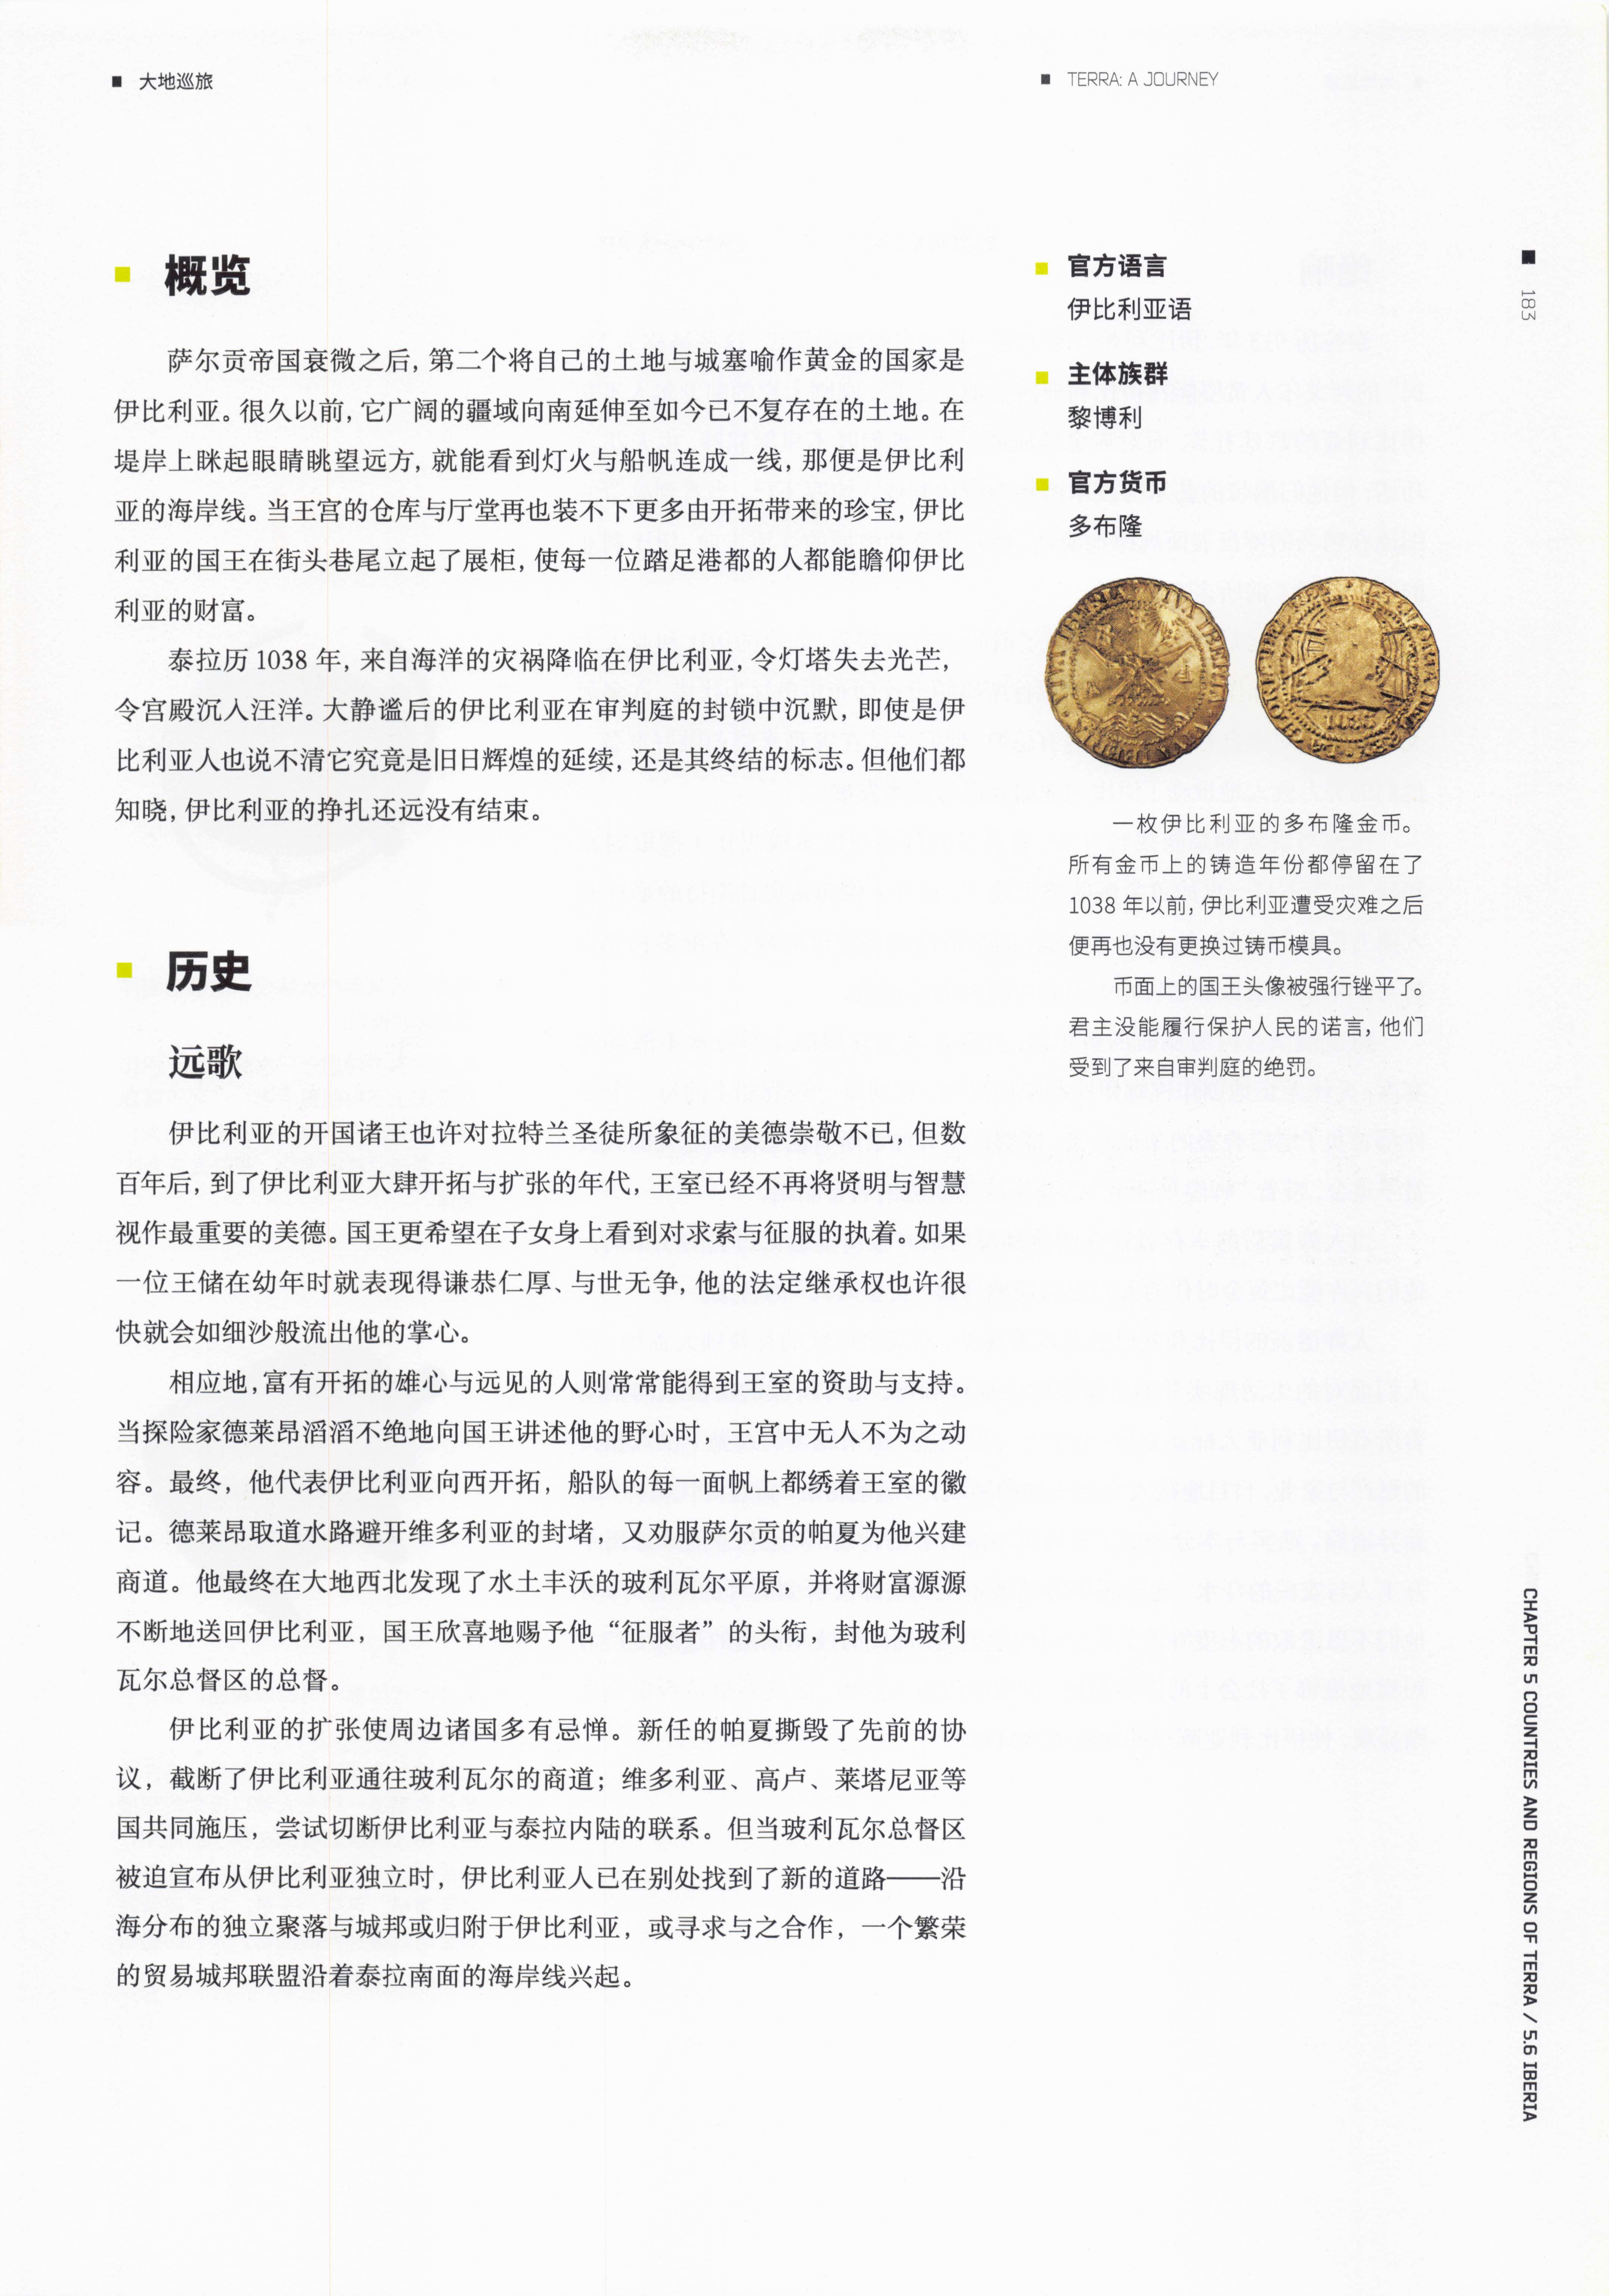 大地巡旅
TERRA: A JOURNEY
概览
萨尔贡帝国衰微之后，第二个将自己的土地与城塞喻作黄金的国家是
伊比利亚。很久以前，它广阔的疆域向南延伸至如今已不复存在的土地。在
堤岸上眯起眼睛眺望远方，就能看到灯火与船帆连成一线，那便是伊比利
亚的海岸线。当王宫的仓库与厅堂再也装不下更多由开拓带来的珍宝，伊比
利亚的国王在街头巷尾立起了展柜，使每一位踏足港都的人都能瞻仰伊比
利亚的财富。
泰拉历 1038 年，来自海洋的灾祸降临在伊比利亚，令灯塔失去光芒，
令宫殿沉入汪洋。大静谧后的伊比利亚在审判庭的封锁中沉默，即使是伊
比利亚人也说不清它究竟是旧日辉煌的延续，还是其终结的标志。但他们都
知晓，伊比利亚的挣扎还远没有结束。
历史
远歌
伊比利亚的开国诸王也许对拉特兰圣徒所象征的美德崇敬不已，但数
百年后，到了伊比利亚大肆开拓与扩张的年代，王室已经不再将贤明与智慧
视作最重要的美德。国王更希望在子女身上看到对求索与征服的执着。如果
一位王储在幼年时就表现得谦恭仁厚、与世无争，他的法定继承权也许很
快就会如细沙般流出他的掌心。
相应地，富有开拓的雄心与远见的人则常常能得到王室的资助与支持。
当探险家德莱昂滔滔不绝地向国王讲述他的野心时，王宫中无人不为之动
容。最终，他代表伊比利亚向西开拓，船队的每一面帆上都绣着王室的徽
记。德莱昂取道水路避开维多利亚的封堵，又劝服萨尔贡的帕夏为他兴建
商道。他最终在大地西北发现了水土丰沃的玻利瓦尔平原，并将财富源源
不断地送回伊比利亚，国王欣喜地赐予他“征服者”的头衔，封他为玻利
瓦尔总督区的总督。
伊比利亚的扩张使周边诸国多有忌惮。新任的帕夏撕毁了先前的协
议，截断了伊比利亚通往玻利瓦尔的商道；维多利亚、高卢、莱塔尼亚等
国共同施压，尝试切断伊比利亚与泰拉内陆的联系。但当玻利瓦尔总督区
被迫宣布从伊比利亚独立时，伊比利亚人已在别处找到了新的道路——沿
海分布的独立聚落与城邦或归附于伊比利亚，或寻求与之合作，一个繁荣
的贸易城邦联盟沿着泰拉南面的海岸线兴起。
官方语言
伊比利亚语
主体族群
黎博利
官方货币
多布隆
一枚伊比利亚的多布隆金币。
所有金币上的铸造年份都停留在了
1038 年以前，伊比利亚遭受灾难之后
便再也没有更换过铸币模具。
币面上的国王头像被强行锉平了。
君主没能履行保护人民的诺言，他们
受到了来自审判庭的绝罚。
183
CHAPTER 5 COUNTRIES AND REGIONS OF TERRA / 5.6 IBERIA